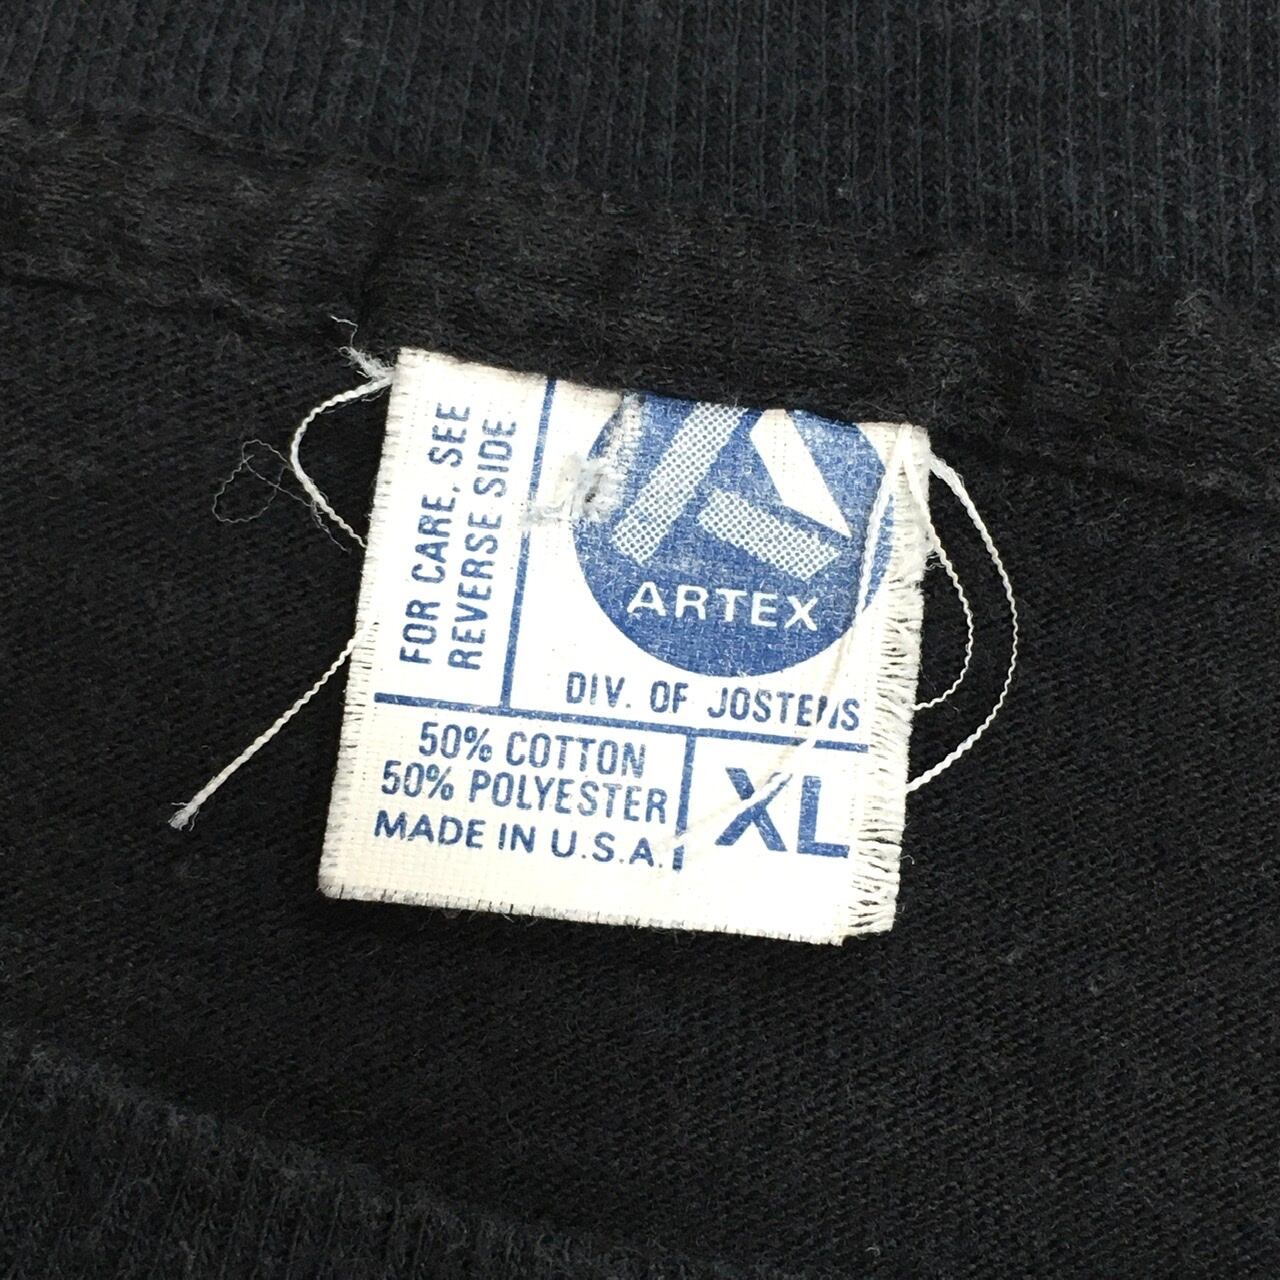 FOR CARE, SEE
REVERSE SIDE
ARTEX
DIV. OF JOSTENS
50% COTTON
50% POLYESTER
MADE IN U.S.A.
XL